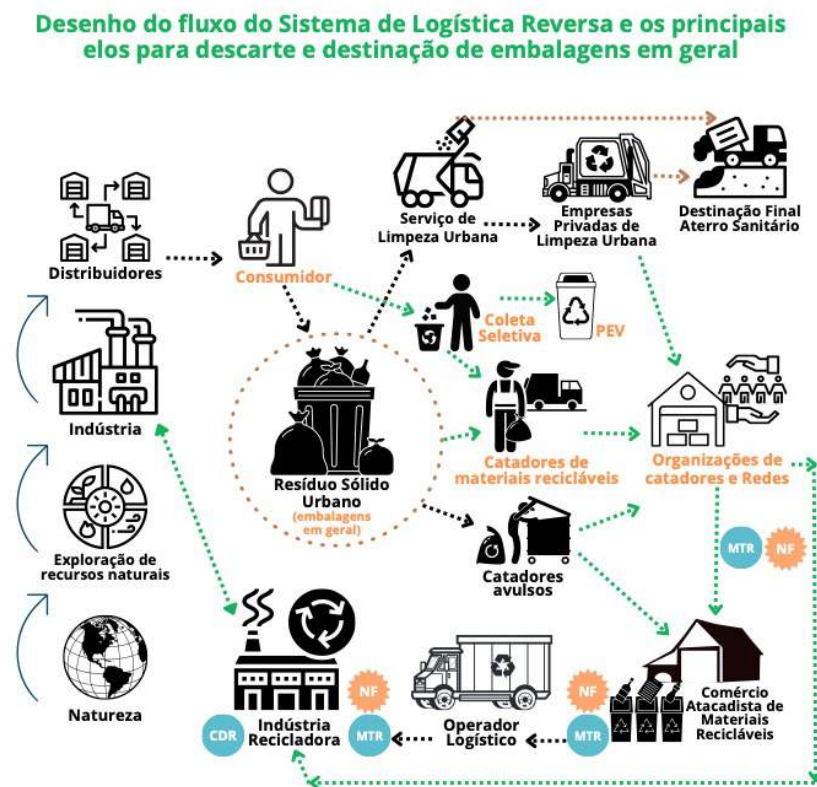 Desenho do fluxo do Sistema de Logística Reversa e os principais
elos para descarte e destinação de embalagens em geral
Serviço de
Limpeza Urbana
Empresas
Privadas de
Limpeza Urbana
Destinação Final
Aterro Sanitário
Distribuidores
Consumidor
Coleta
Seletiva
PEV
Indústria
Resíduo Sólido
Urbano
(embalagens
em geral)
Catadores de
materiais recicláveis
Organizações de
catadores e Redes
MTR
NF
Exploração de
recursos naturais
Catadores
avulsos
Natureza
CDR
Indústria
Recicladora
NF
MTR
Operador
Logístico
NF
MTR
Comércio
Atacadista de
Materiais
Recicláveis